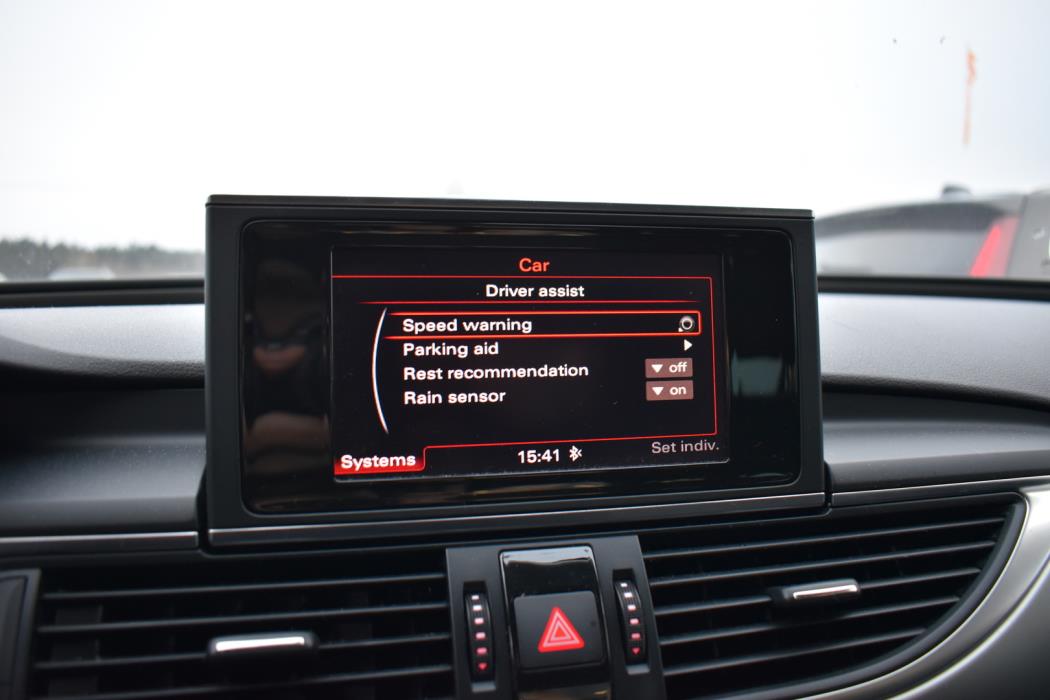 Car
Driver assist
Speed warning
Parking aid
Rest recommendation off
Rain sensor on
Systems 15:41 Set indiv.